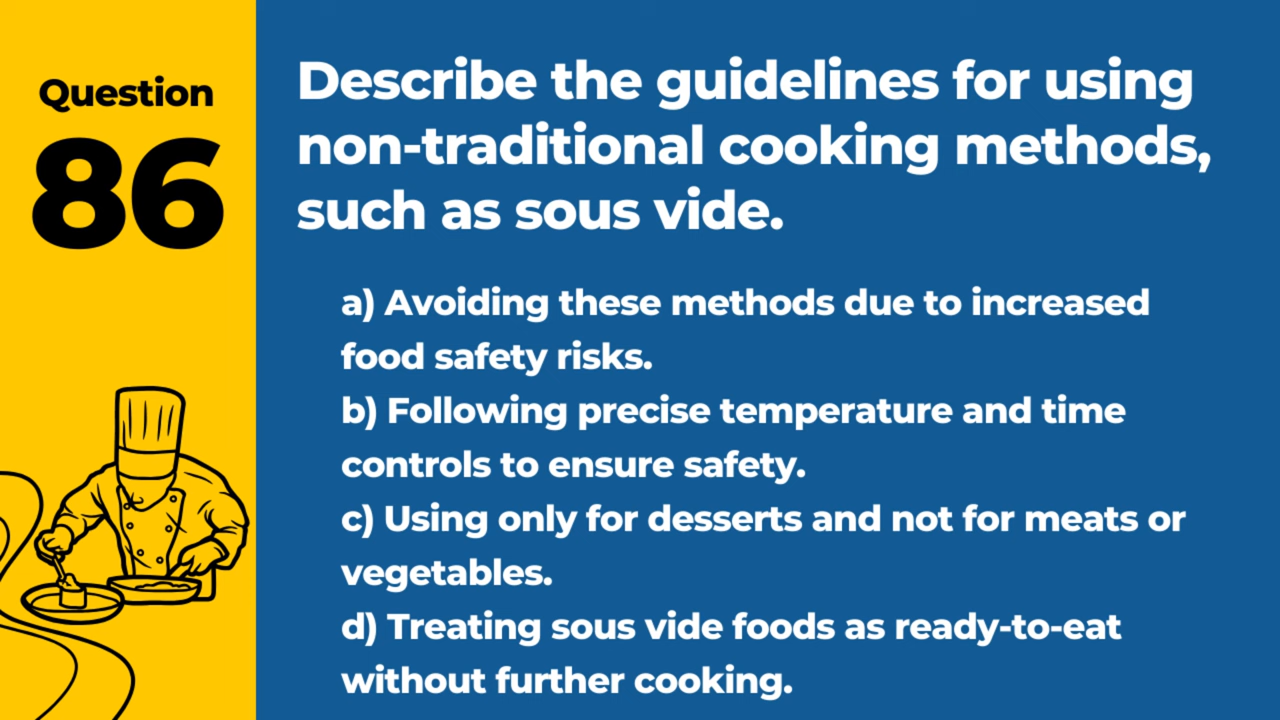 Question
86
Describe the guidelines for using
non-traditional cooking methods,
such as sous vide.
a) Avoiding these methods due to increased
food safety risks.
b) Following precise temperature and time
controls to ensure safety.
c) Using only for desserts and not for meats or
vegetables.
d) Treating sous vide foods as ready-to-eat
without further cooking.